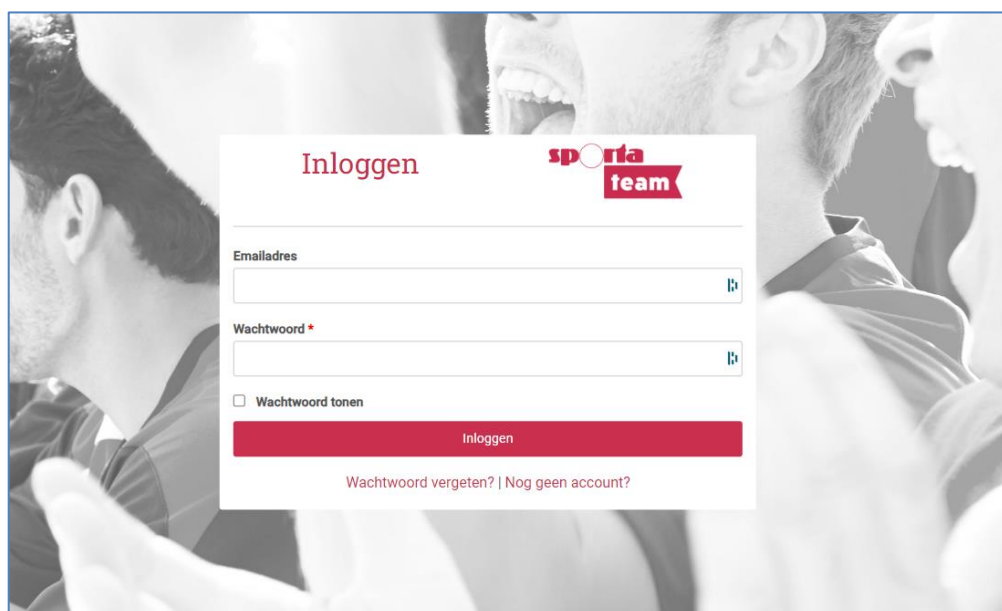 Inloggen
sporta
team
Emailadres
Wachtwoord *
Wachtwoord tonen
Inloggen
Wachtwoord vergeten? | Nog geen account?